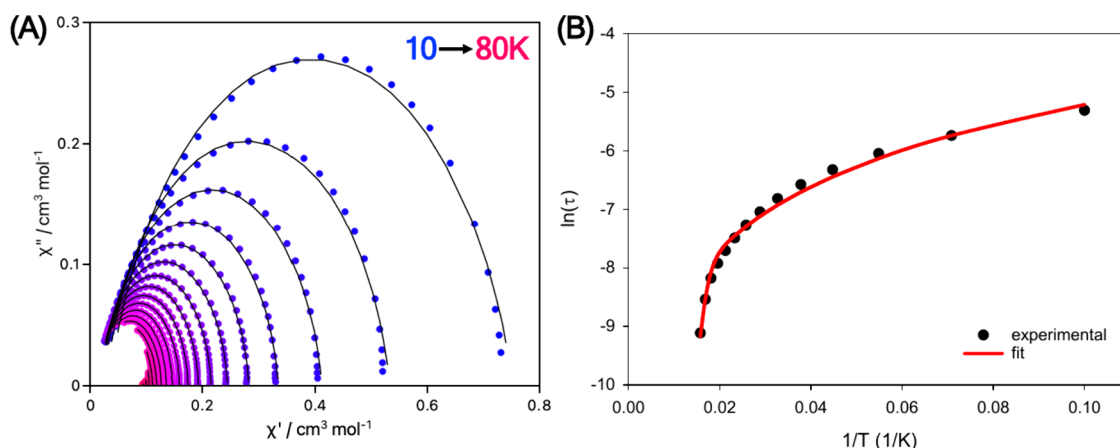 (A)
10→80K
0.3
0.2
0.1
0
χ'' / cm³ mol⁻¹
0
0.2
0.4
0.6
0.8
χ' / cm³ mol⁻¹
(B)
-4
-5
-6
-7
-8
-9
-10
ln(τ)
experimental
fit
0.00
0.02
0.04
0.06
0.08
0.10
1/T (1/K)